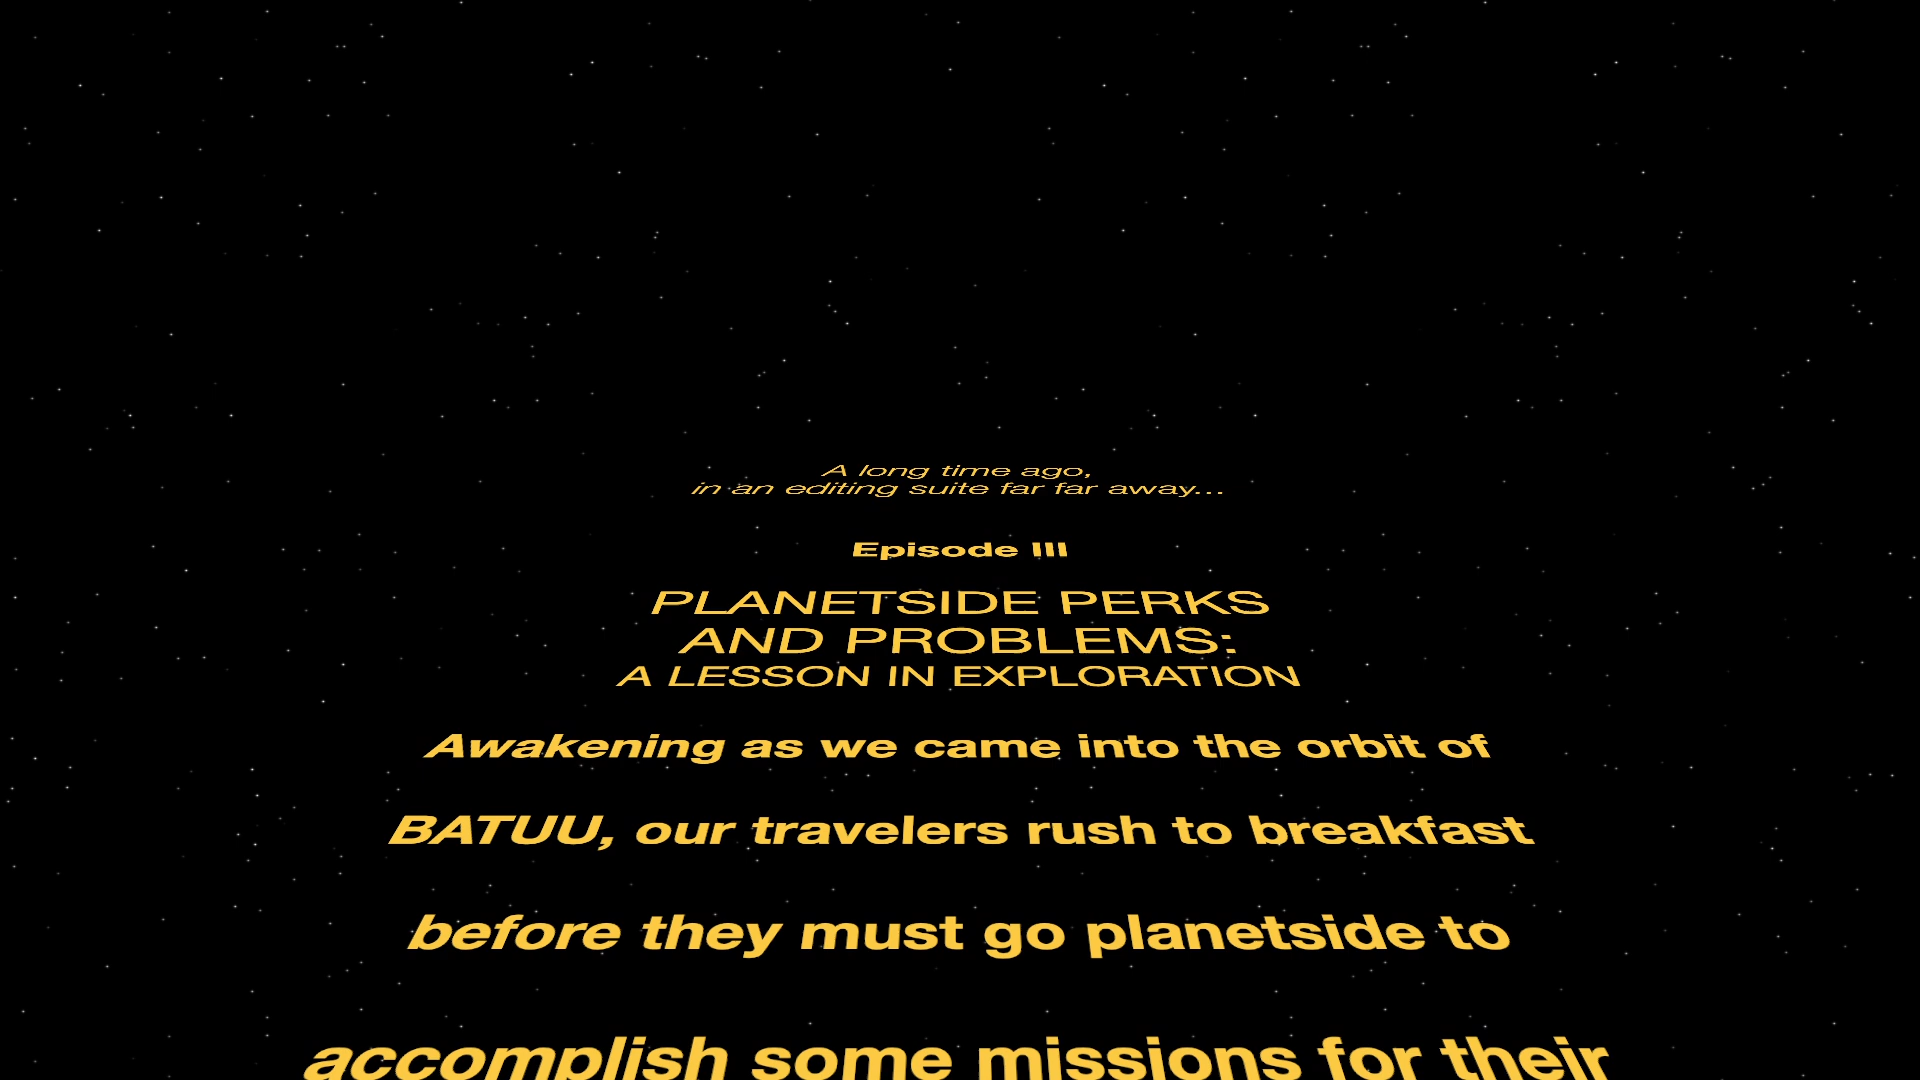 A long time ago,
in an editing suite far far away...
Episode III
PLANETSIDE PERKS
AND PROBLEMS:
A LESSON IN EXPLORATION
Awakening as we came into the orbit of
BATUU, our travelers rush to breakfast
before they must go planetside to
accomplish some missions for their